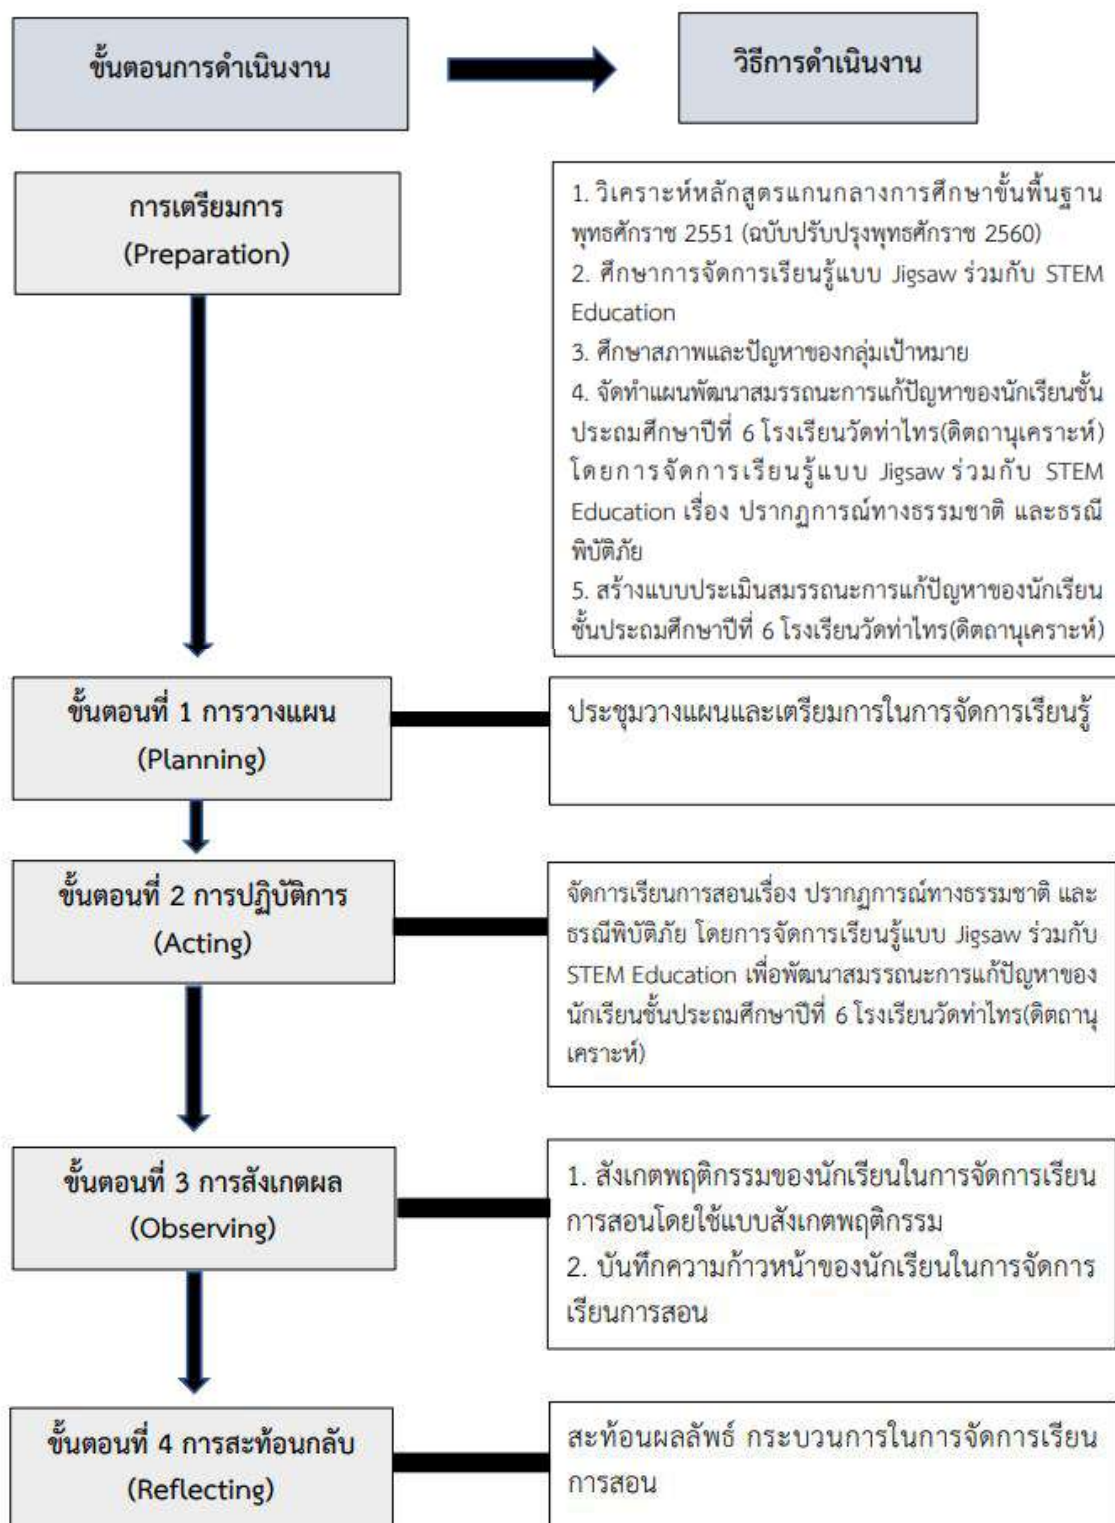 ขั้นตอนการดำเนินงาน
วิธีการดำเนินงาน
การเตรียมการ
(Preparation)
1. วิเคราะห์หลักสูตรแกนกลางการศึกษาขั้นพื้นฐาน
พุทธศักราช 2551 (ฉบับปรับปรุงพุทธศักราช 2560)
2. ศึกษาการจัดการเรียนรู้แบบ Jigsaw ร่วมกับ STEM
Education
3. ศึกษาสภาพและปัญหาของกลุ่มเป้าหมาย
4. จัดทำแผนพัฒนาสมรรถนะการแก้ปัญหาของนักเรียนชั้น
ประถมศึกษาปีที่ 6 โรงเรียนวัดท่าไทร(ดิตถานุเคราะห์)
โดยการจัดการเรียนรู้แบบ Jigsaw ร่วมกับ STEM
Education เรื่อง ปรากฏการณ์ทางธรรมชาติ และธรณี
พิบัติภัย
5. สร้างแบบประเมินสมรรถนะการแก้ปัญหาของนักเรียน
ชั้นประถมศึกษาปีที่ 6 โรงเรียนวัดท่าไทร(ดิตถานุเคราะห์)
ขั้นตอนที่ 1 การวางแผน
(Planning)
ประชุมวางแผนและเตรียมการในการจัดการเรียนรู้
ขั้นตอนที่ 2 การปฏิบัติการ
(Acting)
จัดการเรียนการสอนเรื่อง ปรากฏการณ์ทางธรรมชาติ และ
ธรณีพิบัติภัย โดยการจัดการเรียนรู้แบบ Jigsaw ร่วมกับ
STEM Education เพื่อพัฒนาสมรรถนะการแก้ปัญหาของ
นักเรียนชั้นประถมศึกษาปีที่ 6 โรงเรียนวัดท่าไทร(ดิตถานุ
เคราะห์)
ขั้นตอนที่ 3 การสังเกตผล
(Observing)
1. สังเกตพฤติกรรมของนักเรียนในการจัดการเรียน
การสอนโดยใช้แบบสังเกตพฤติกรรม
2. บันทึกความก้าวหน้าของนักเรียนในการจัดการ
เรียนการสอน
ขั้นตอนที่ 4 การสะท้อนกลับ
(Reflecting)
สะท้อนผลลัพธ์ กระบวนการในการจัดการเรียน
การสอน